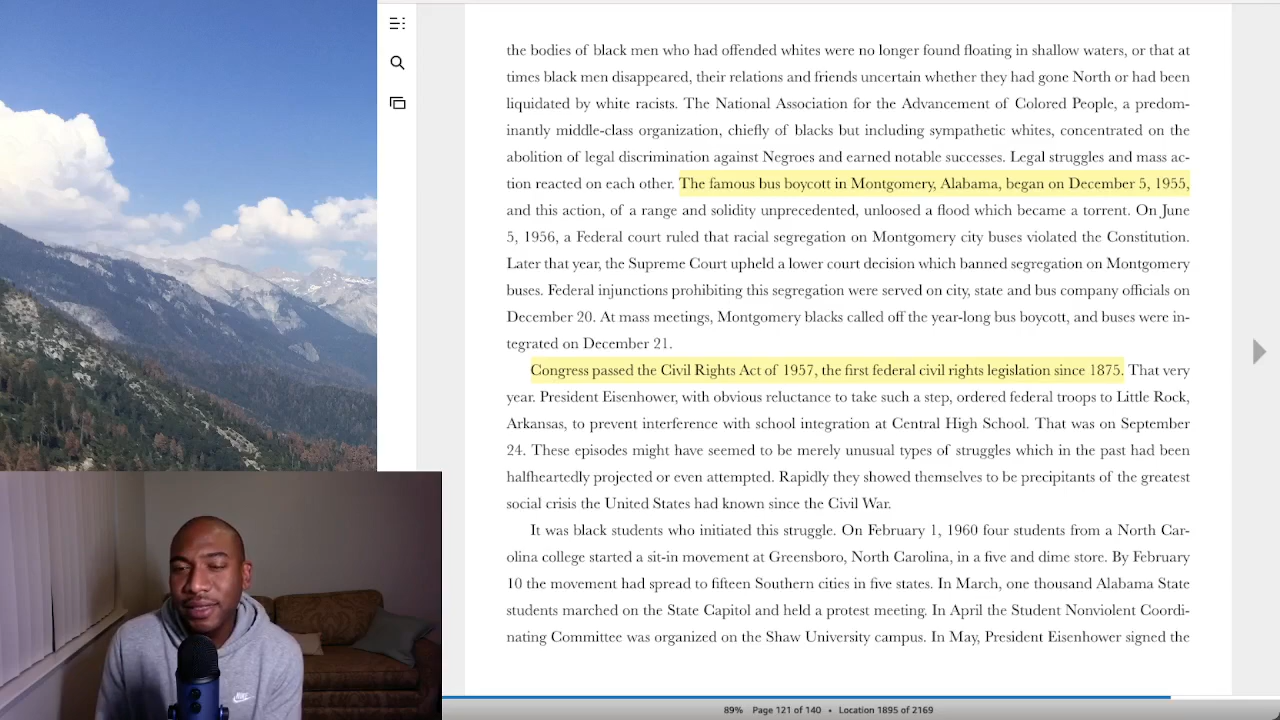 the bodies of black men who had offended whites were no longer found floating in shallow waters, or that at
times black men disappeared, their relations and friends uncertain whether they had gone North or had been
liquidated by white racists. The National Association for the Advancement of Colored People, a predom-
inantly middle-class organization, chiefly of blacks but including sympathetic whites, concentrated on the
abolition of legal discrimination against Negroes and earned notable successes. Legal struggles and mass ac-
tion reacted on each other. The famous bus boycott in Montgomery, Alabama, began on December 5, 1955,
and this action, of a range and solidity unprecedented, unloosed a flood which became a torrent. On June
5, 1956, a Federal court ruled that racial segregation on Montgomery city buses violated the Constitution.
Later that year, the Supreme Court upheld a lower court decision which banned segregation on Montgomery
buses. Federal injunctions prohibiting this segregation were served on city, state and bus company officials on
December 20. At mass meetings, Montgomery blacks called off the year-long bus boycott, and buses were in-
tegrated on December 21.
Congress passed the Civil Rights Act of 1957, the first federal civil rights legislation since 1875. That very
year. President Eisenhower, with obvious reluctance to take such a step, ordered federal troops to Little Rock,
Arkansas, to prevent interference with school integration at Central High School. That was on September
24. These episodes might have seemed to be merely unusual types of struggles which in the past had been
halfheartedly projected or even attempted. Rapidly they showed themselves to be precipitants of the greatest
social crisis the United States had known since the Civil War.
It was black students who initiated this struggle. On February 1, 1960 four students from a North Car-
olina college started a sit-in movement at Greensboro, North Carolina, in a five and dime store. By February
10 the movement had spread to fifteen Southern cities in five states. In March, one thousand Alabama State
students marched on the State Capitol and held a protest meeting. In April the Student Nonviolent Coordi-
nating Committee was organized on the Shaw University campus. In May, President Eisenhower signed the
89% Page 121 of 140 • Location 1895 of 2169
NIKE